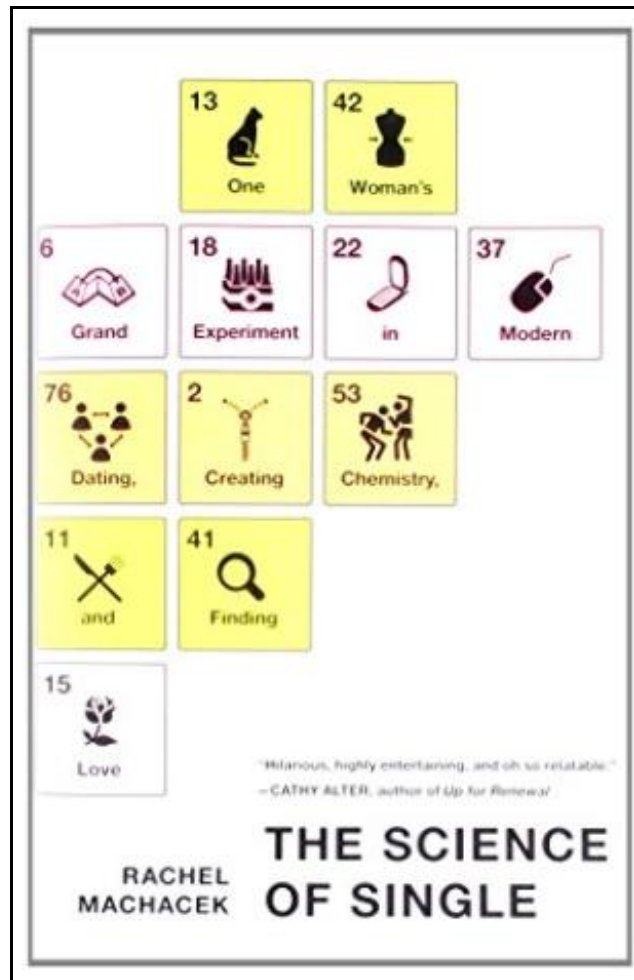 13 42
One Woman's
6 18 22 37
Grand Experiment in Modern
76 2 53
Dating, Creating Chemistry,
11 41
and Finding
15
Love
"Hilarious, highly entertaining, and oh so relatable."
—CATHY ALTER, author of Up for Renewal
RACHEL
MACHACEK
THE SCIENCE
OF SINGLE